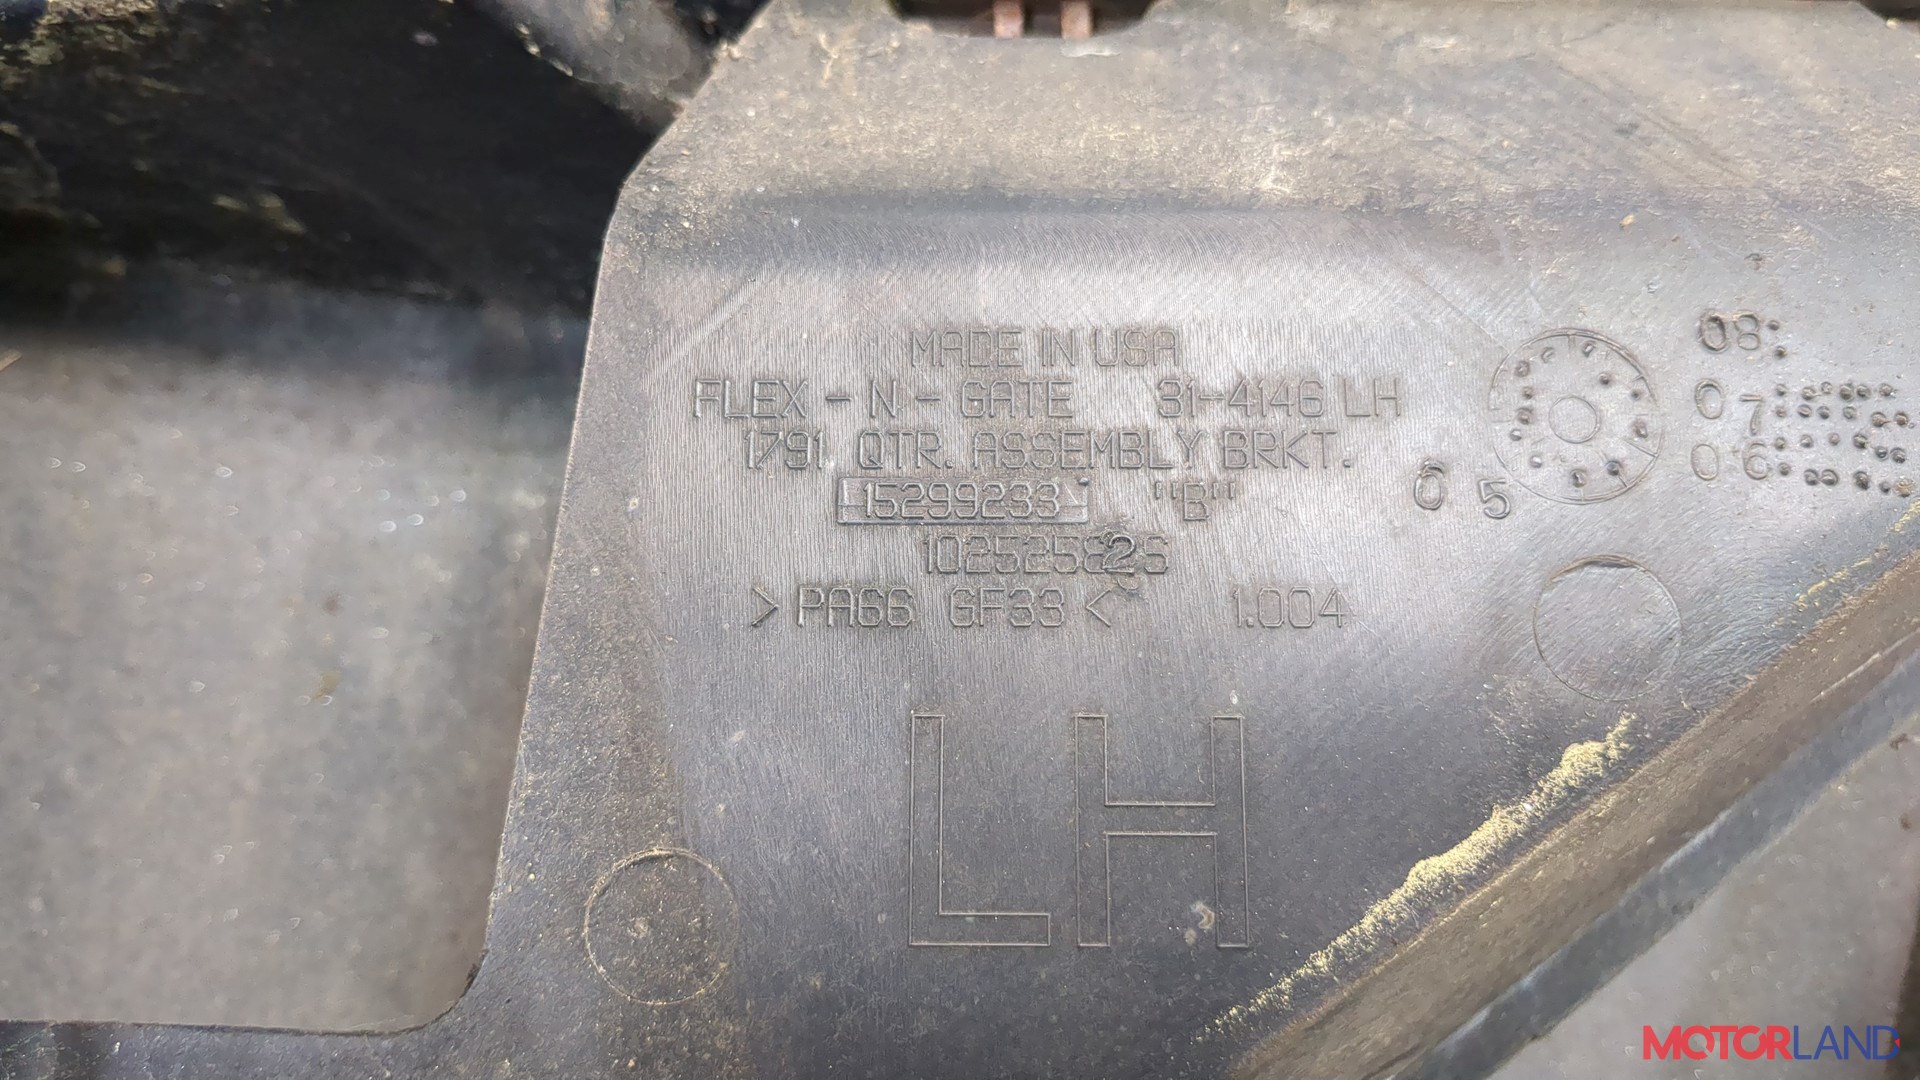 MADE IN USA
FLEX - N - GATE 31-4146 LH
1791 QTR. ASSEMBLY BRKT.
15299233 "B"
>PA66 GF33< 1.004
LH
05
06
07
08
MOTORLAND